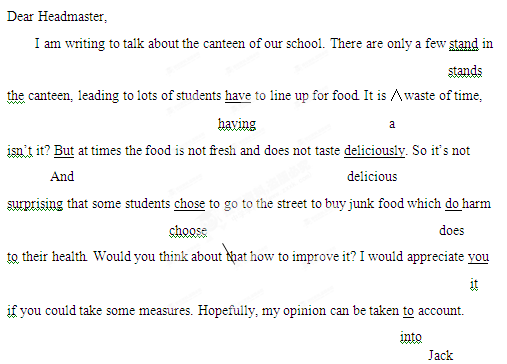 Dear Headmaster,
I am writing to talk about the canteen of our school. There are only a few stand in
stands
the canteen, leading to lots of students have to line up for food. It is ∧ waste of time,
having a
isn't it? But at times the food is not fresh and does not taste deliciously. So it's not
And delicious
surprising that some students chose to go to the street to buy junk food which do harm
choose does
to their health. Would you think about \that how to improve it? I would appreciate you
it
if you could take some measures. Hopefully, my opinion can be taken to account.
into
Jack